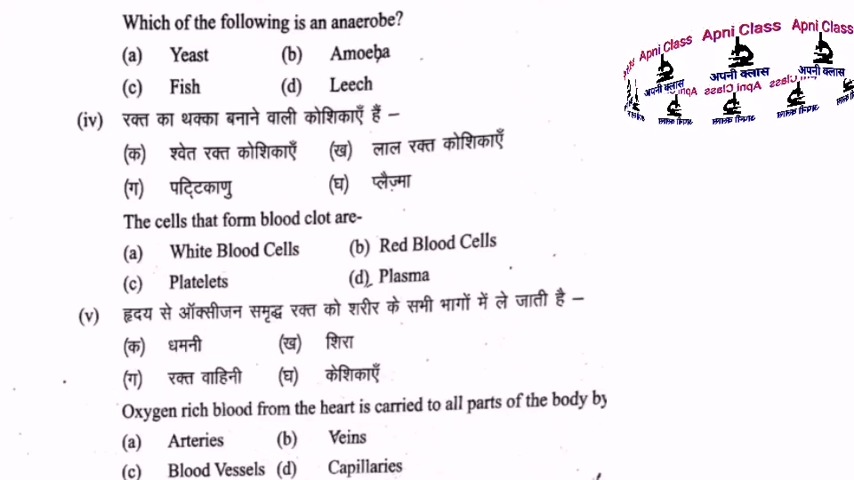 Which of the following is an anaerobe?
(a) Yeast (b) Amoeba
(c) Fish (d) Leech
(iv) रक्त का थक्का बनाने वाली कोशिकाएँ हैं –
(क) श्वेत रक्त कोशिकाएँ (ख) लाल रक्त कोशिकाएँ
(ग) पट्टिकाणु (घ) प्लैज़्मा
The cells that form blood clot are-
(a) White Blood Cells (b) Red Blood Cells
(c) Platelets (d) Plasma
(v) हृदय से ऑक्सीजन समृद्ध रक्त को शरीर के सभी भागों में ले जाती है –
(क) धमनी (ख) शिरा
(ग) रक्त वाहिनी (घ) केशिकाएँ
Oxygen rich blood from the heart is carried to all parts of the body by
(a) Arteries (b) Veins
(c) Blood Vessels (d) Capillaries
Apni Class Apni Class Apni Class
अपनी क्लास अपनी क्लास अपनी क्लास